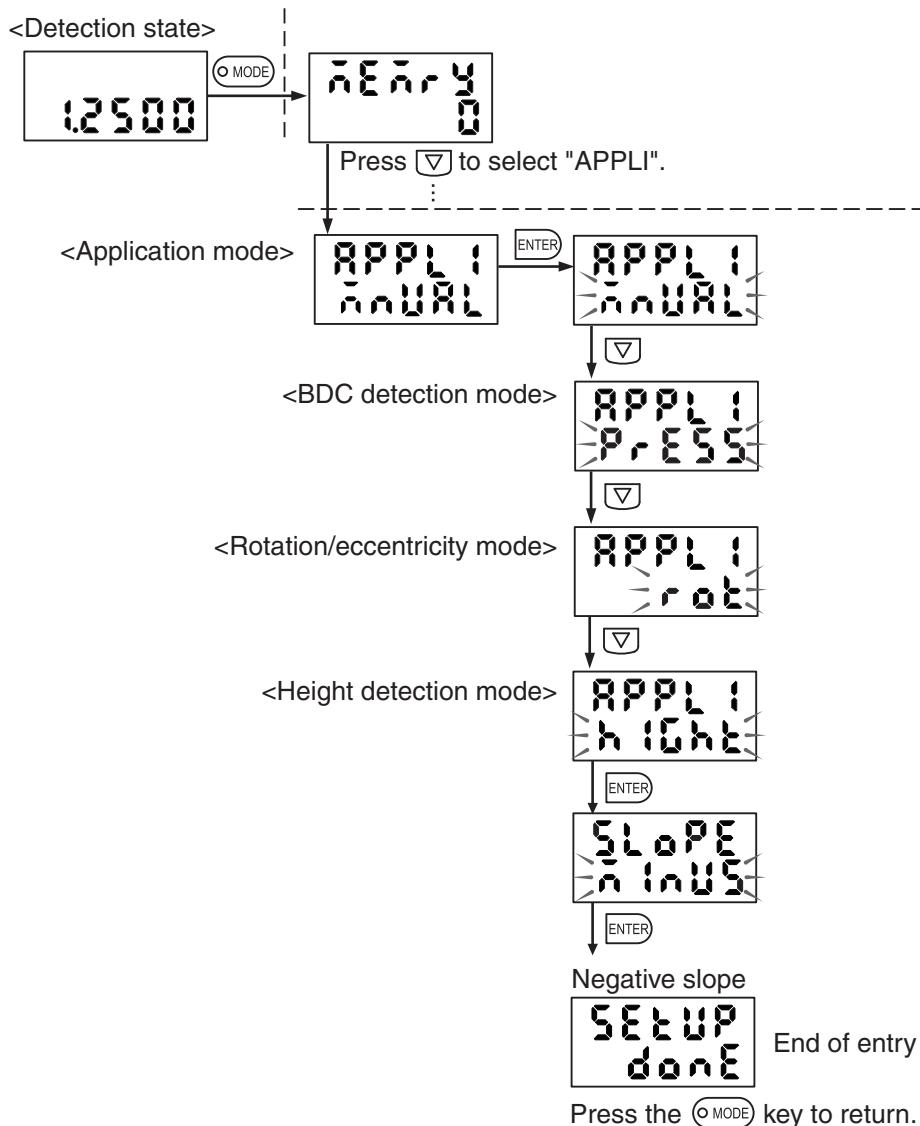 <Detection state>
1.2500
MODE
mEmrY
0
Press to select "APPLI".
<Application mode>
APPLI
mnUAL
ENTER
APPLI
mnUAL
<BDC detection mode>
APPLI
PrESS
<Rotation/eccentricity mode>
APPLI
rot
<Height detection mode>
APPLI
hIGht
ENTER
SLoPE
mInUS
ENTER
Negative slope
SEtUP
donE
End of entry
Press the MODE key to return.